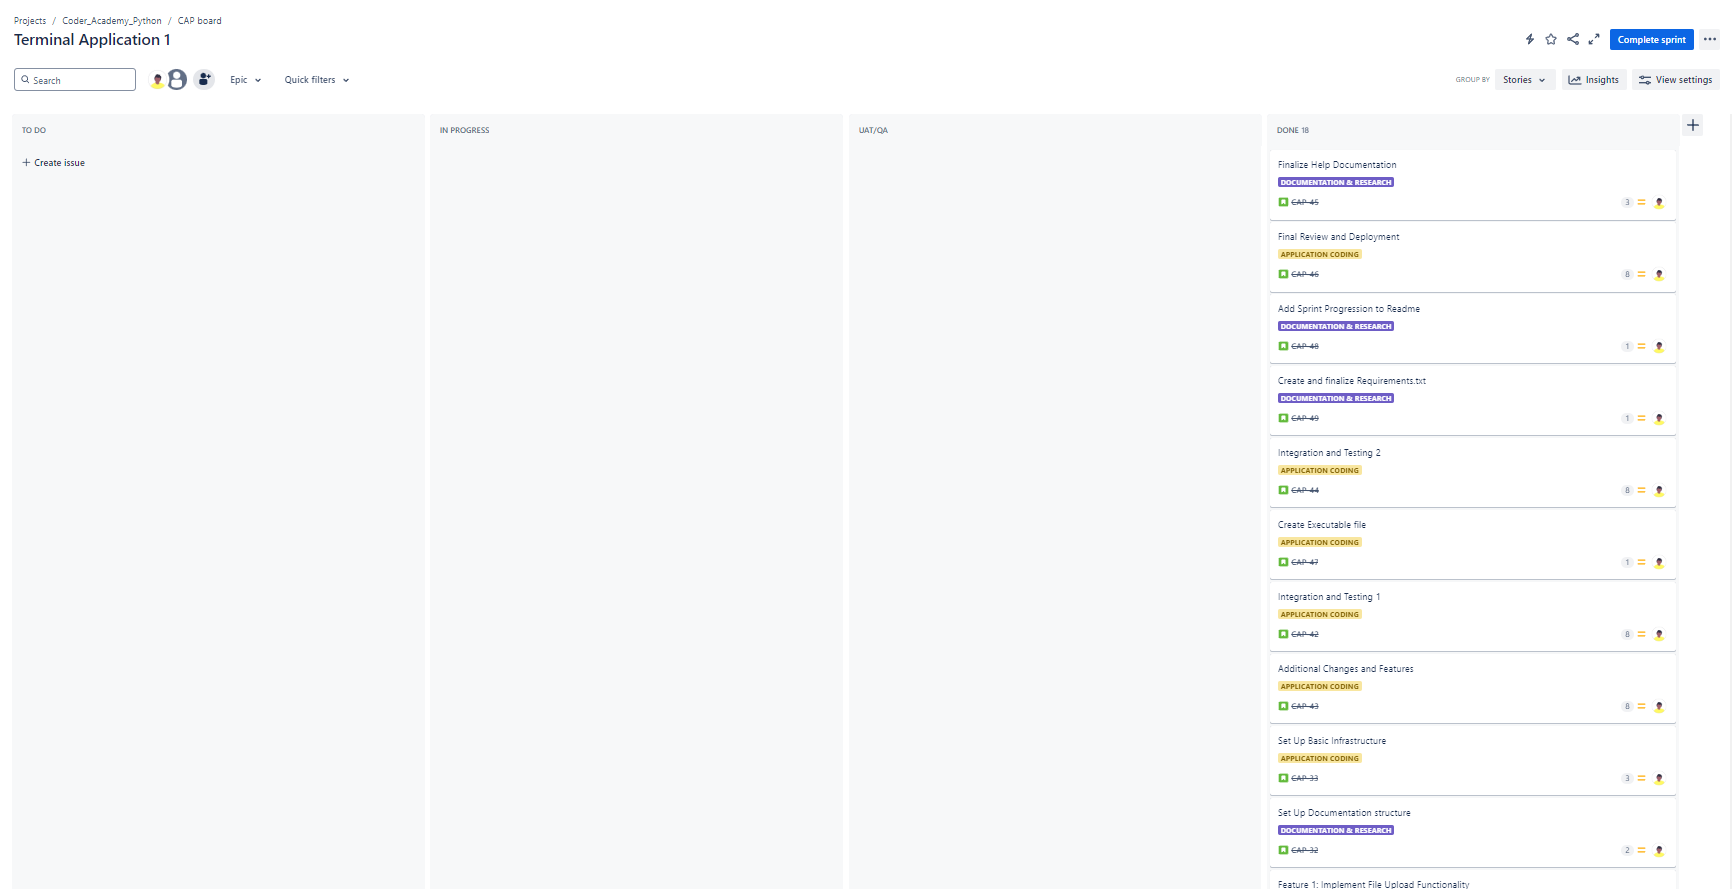 Projects / Coder_Academy_Python / CAP board
Terminal Application 1
Complete sprint
Search
Epic
Quick filters
GROUP BY
Stories
Insights
View settings
TO DO
+ Create issue
IN PROGRESS
UAT/QA
DONE 18
Finalize Help Documentation
DOCUMENTATION & RESEARCH
CAP-45
3
Final Review and Deployment
APPLICATION CODING
CAP-46
8
Add Sprint Progression to Readme
DOCUMENTATION & RESEARCH
CAP-48
1
Create and finalize Requirements.txt
DOCUMENTATION & RESEARCH
CAP-49
1
Integration and Testing 2
APPLICATION CODING
CAP-44
8
Create Executable file
APPLICATION CODING
CAP-47
1
Integration and Testing 1
APPLICATION CODING
CAP-42
8
Additional Changes and Features
APPLICATION CODING
CAP-43
8
Set Up Basic Infrastructure
APPLICATION CODING
CAP-33
3
Set Up Documentation structure
DOCUMENTATION & RESEARCH
CAP-32
2
Feature 1: Implement File Upload Functionality